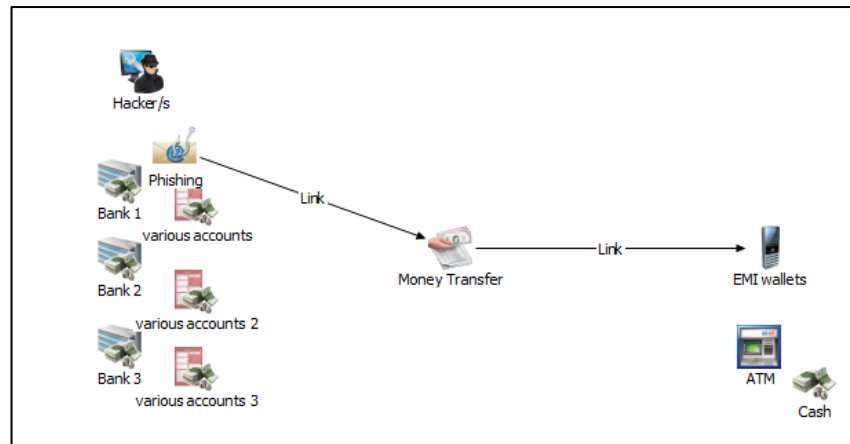 Hacker/s
Phishing
Bank 1
various accounts
Link
Bank 2
Money Transfer
Link
EMI wallets
various accounts 2
Bank 3
various accounts 3
ATM
Cash